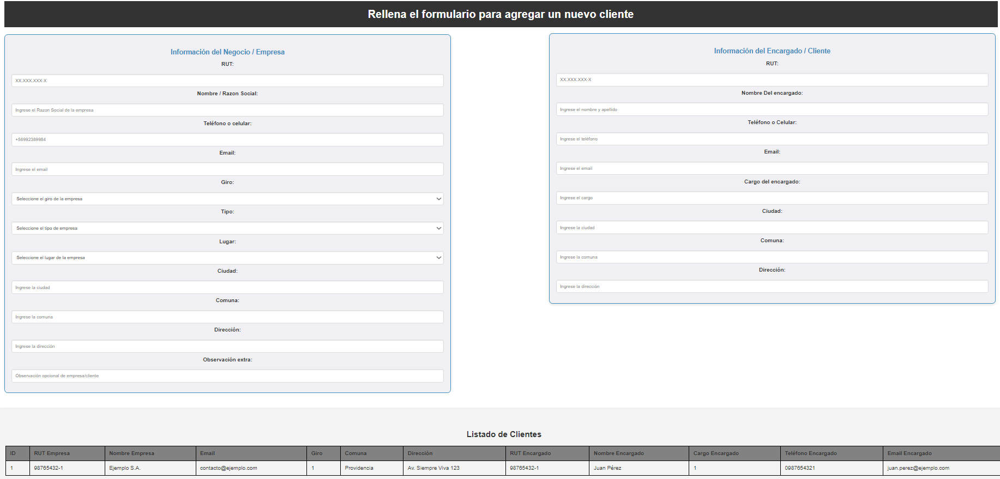 Rellena el formulario para agregar un nuevo cliente
Información del Negocio / Empresa
RUT:
XX.XXX.XXX-X
Nombre / Razon Social:
Ingrese el Razon Social de la empresa
Teléfono o celular:
+56992389984
Email:
Ingrese el email
Giro:
Seleccione el giro de la empresa
Tipo:
Seleccione el tipo de empresa
Lugar:
Seleccione el lugar de la empresa
Ciudad:
Ingrese la ciudad
Comuna:
Ingrese la comuna
Dirección:
Ingrese la dirección
Observación extra:
Observación opcional de empresa/cliente
Información del Encargado / Cliente
RUT:
XX.XXX.XXX-X
Nombre Del encargado:
Ingrese el nombre y apellido
Teléfono o Celular:
Ingrese el teléfono
Email:
Ingrese el email
Cargo del encargado:
Ingrese el cargo
Ciudad:
Ingrese la ciudad
Comuna:
Ingrese la comuna
Dirección:
Ingrese la dirección
Listado de Clientes
ID RUT Empresa Nombre Empresa Email Giro Comuna Dirección RUT Encargado Nombre Encargado Cargo Encargado Teléfono Encargado Email Encargado
1 98765432-1 Ejemplo S.A. contacto@ejemplo.com 1 Providencia Av. Siempre Viva 123 98765432-1 Juan Pérez 1 0987654321 juan.perez@ejemplo.com